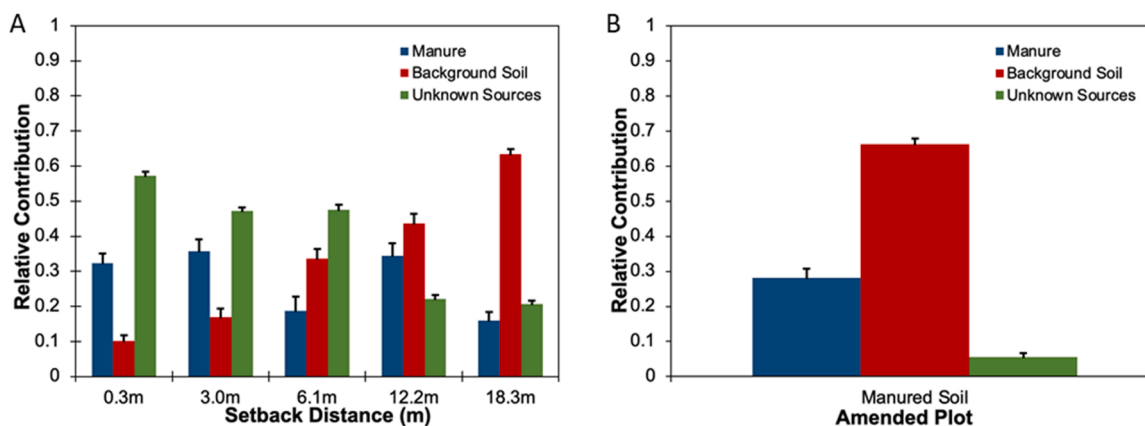 A
Relative Contribution
1
0.9
0.8
0.7
0.6
0.5
0.4
0.3
0.2
0.1
0
Manure
Background Soil
Unknown Sources
0.3m 3.0m 6.1m 12.2m 18.3m
Setback Distance (m)
B
Relative Contribution
1
0.9
0.8
0.7
0.6
0.5
0.4
0.3
0.2
0.1
0
Manure
Background Soil
Unknown Sources
Manured Soil
Amended Plot